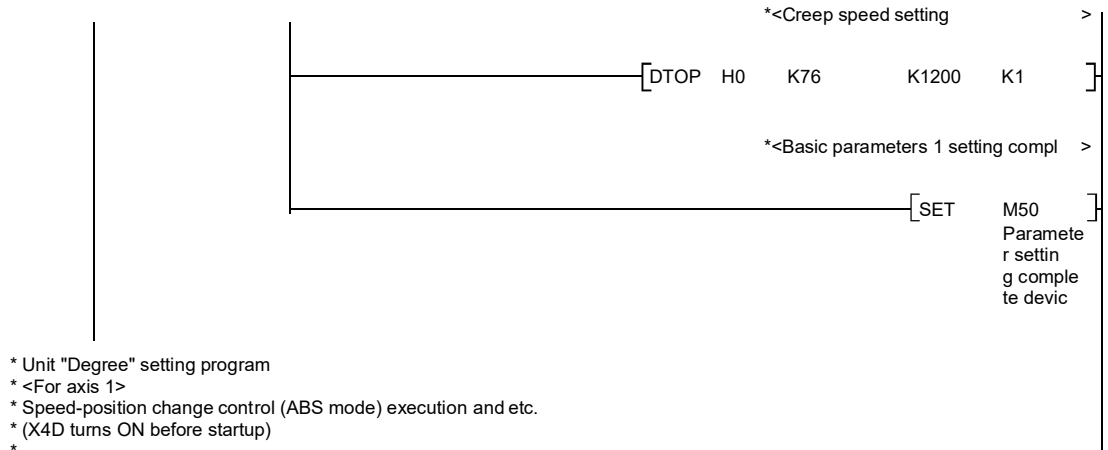 *<Creep speed setting >
[DTOP H0 K76 K1200 K1 ]
*<Basic parameters 1 setting compl >
[SET M50 ]
Paramete
r settin
g comple
te devic
* Unit "Degree" setting program
* <For axis 1>
* Speed-position change control (ABS mode) execution and etc.
* (X4D turns ON before startup)
*